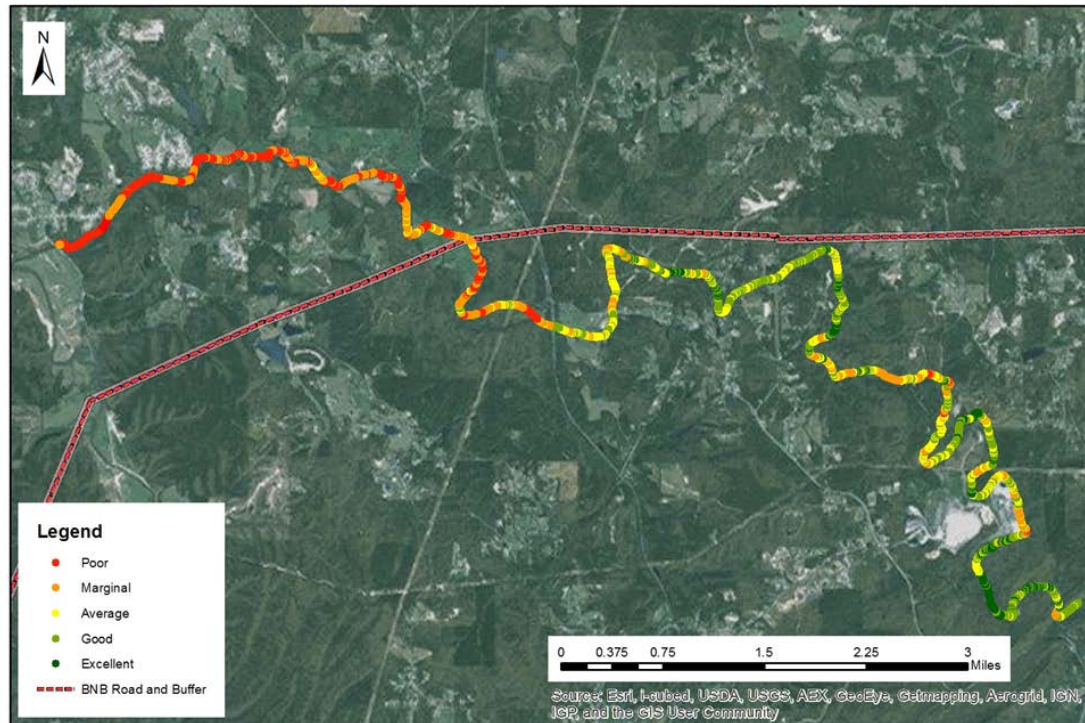 N
Legend
Poor
Marginal
Average
Good
Excellent
BNB Road and Buffer
0 0.375 0.75 1.5 2.25 3
Miles
Source: Esri, i-cubed, USDA, USGS, AEX, GeoEye, Getmapping, Aerogrid, IGN,
IGP, and the GIS User Community